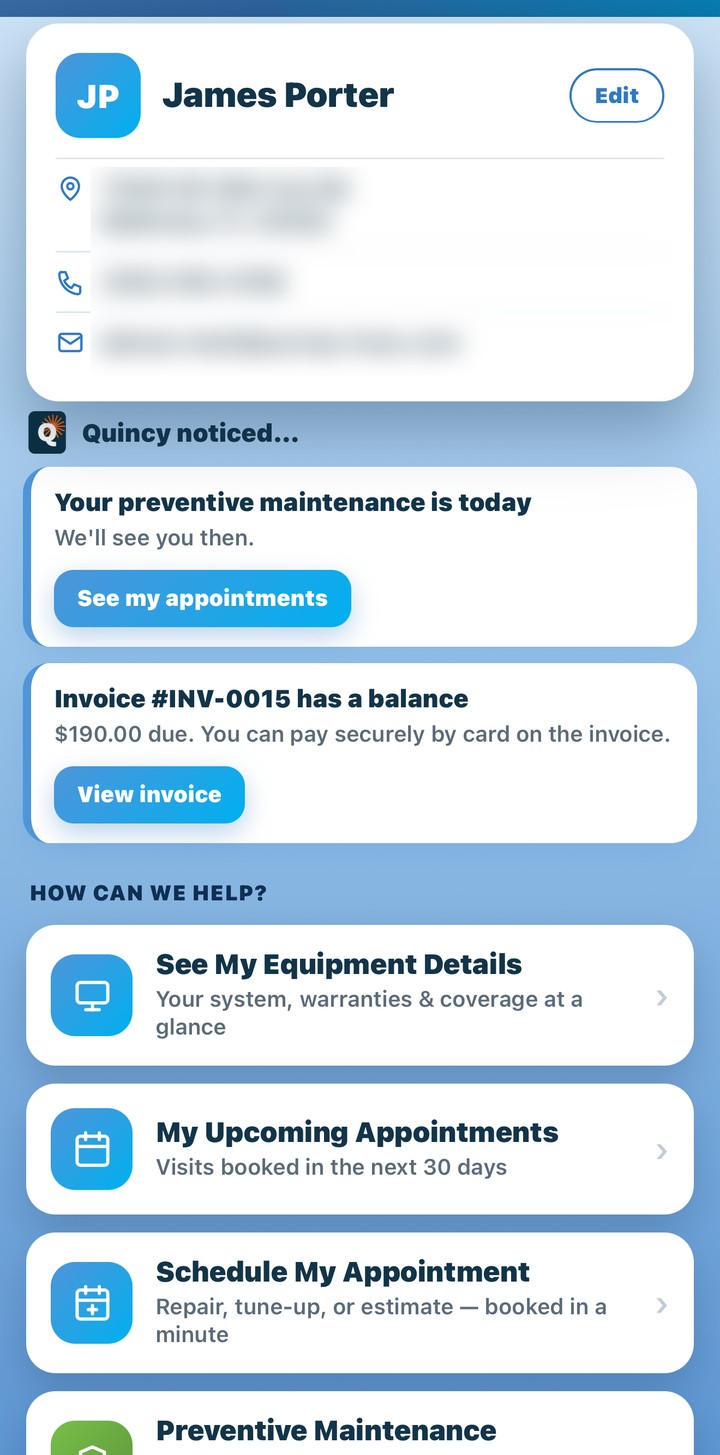 JP
James Porter
Edit
Q
Quincy noticed...
Your preventive maintenance is today
We'll see you then.
See my appointments
Invoice #INV-0015 has a balance
$190.00 due. You can pay securely by card on the invoice.
View invoice
HOW CAN WE HELP?
See My Equipment Details
Your system, warranties & coverage at a
glance
My Upcoming Appointments
Visits booked in the next 30 days
Schedule My Appointment
Repair, tune-up, or estimate — booked in a
minute
Preventive Maintenance